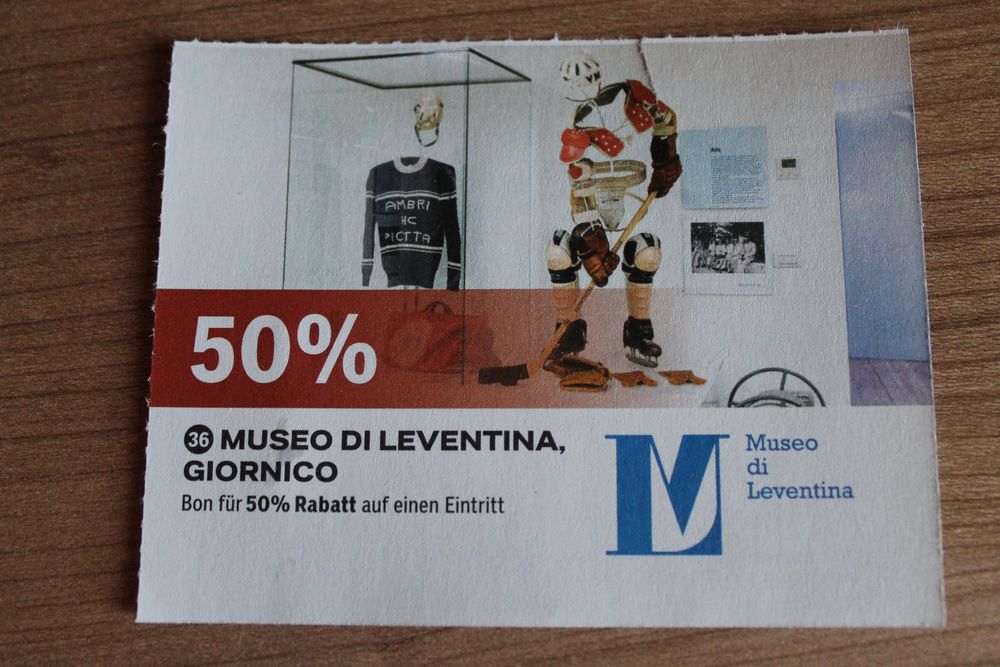 AMBRI
HC
PIOTTA
50%
36 MUSEO DI LEVENTINA,
GIORNICO
Bon für 50% Rabatt auf einen Eintritt
Museo
di
Leventina